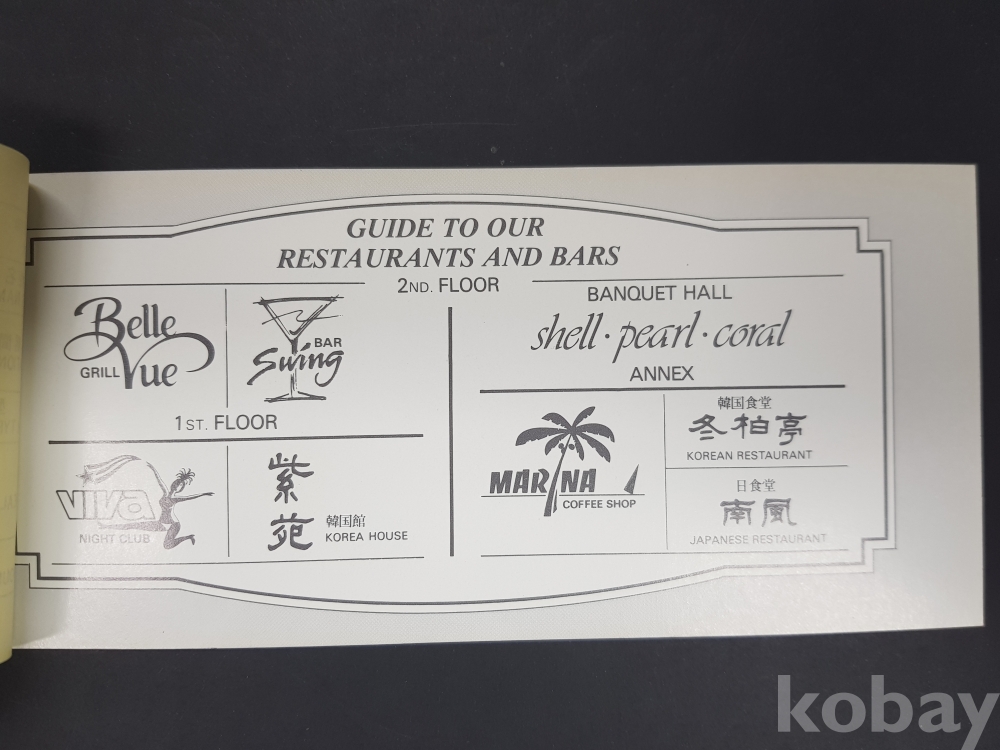 GUIDE TO OUR
RESTAURANTS AND BARS
2ND. FLOOR
Belle Vue
GRILL
Swing
BAR
1ST. FLOOR
VIVA
NIGHT CLUB
紫苑
韓国館
KOREA HOUSE
BANQUET HALL
shell · pearl · coral
ANNEX
MARINA
COFFEE SHOP
韓国食堂
冬柏亭
KOREAN RESTAURANT
日食堂
南風
JAPANESE RESTAURANT
kobay